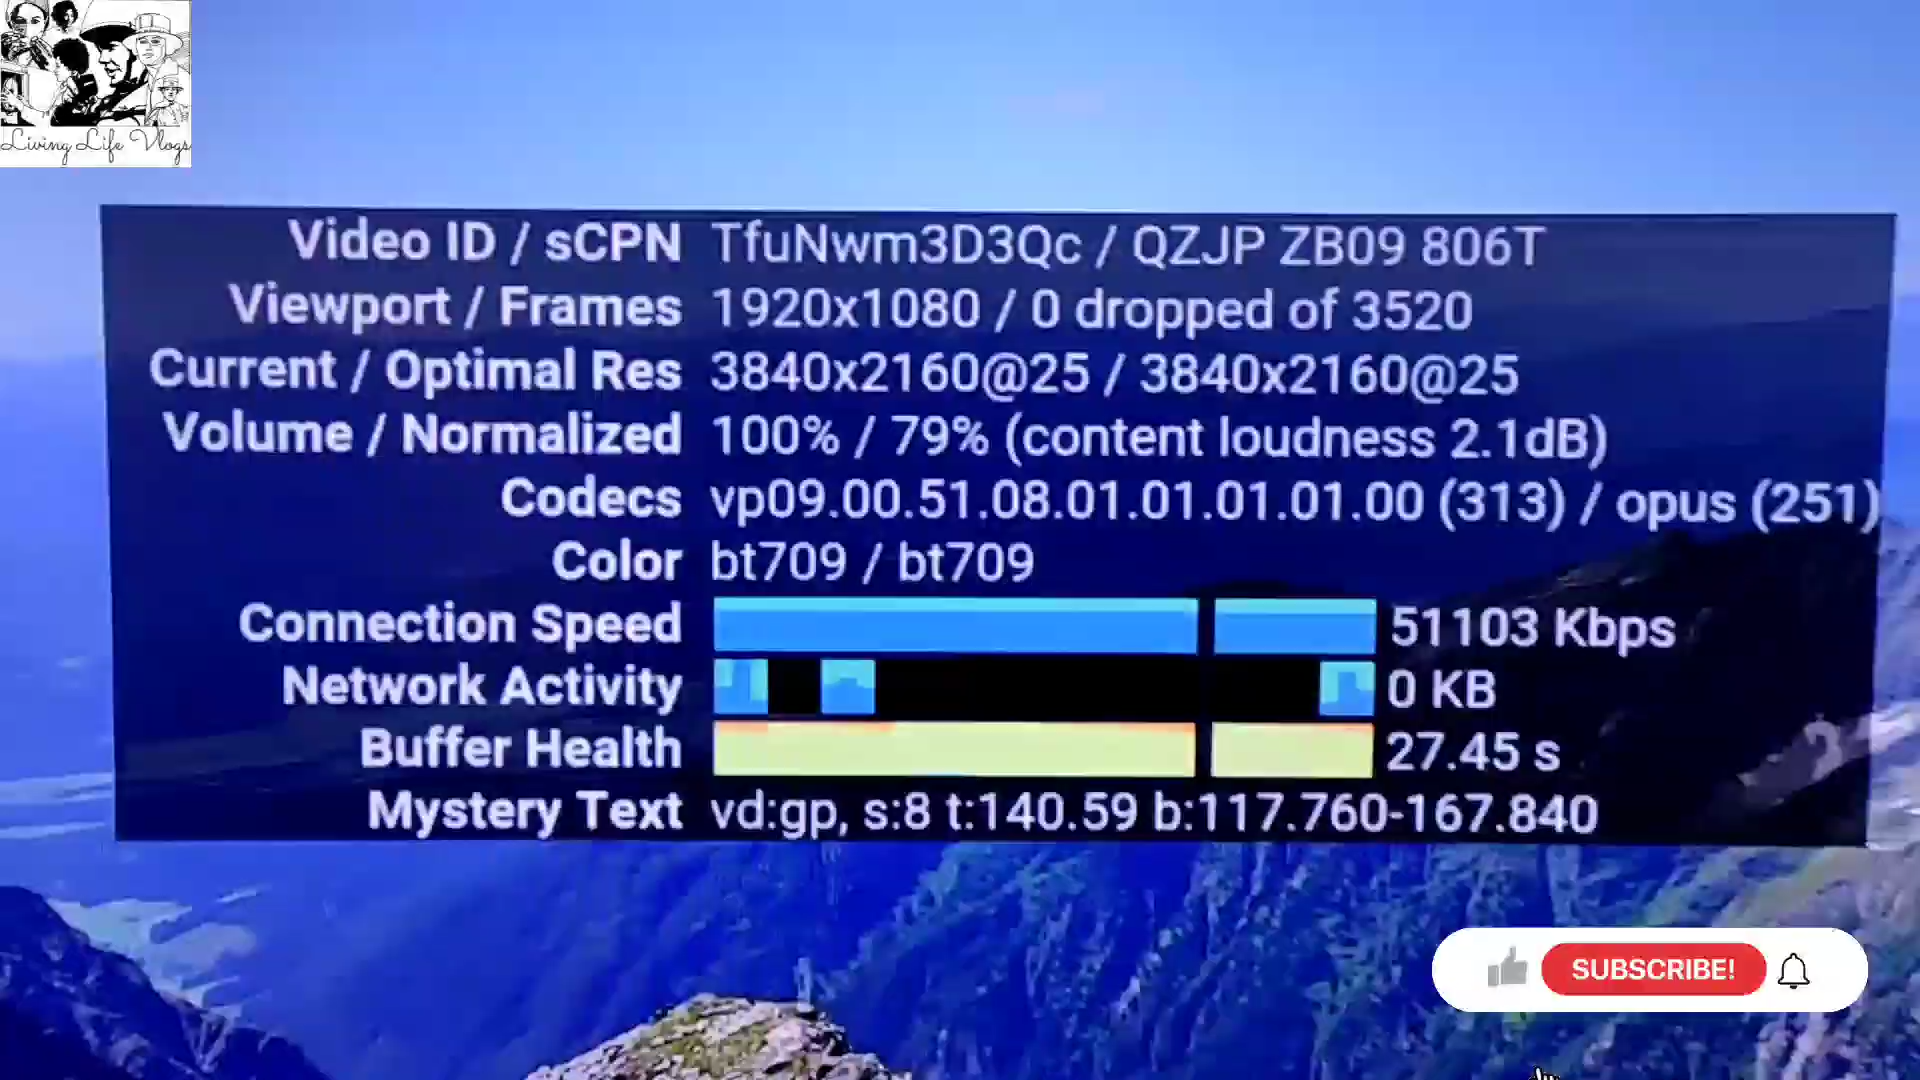 Living Life Vlogs
Video ID / sCPN TfuNwm3D3Qc / QZJP ZB09 806T
Viewport / Frames 1920x1080 / 0 dropped of 3520
Current / Optimal Res 3840x2160@25 / 3840x2160@25
Volume / Normalized 100% / 79% (content loudness 2.1dB)
Codecs vp09.00.51.08.01.01.01.01.00 (313) / opus (251)
Color bt709 / bt709
Connection Speed 51103 Kbps
Network Activity 0 KB
Buffer Health 27.45 s
Mystery Text vd:gp, s:8 t:140.59 b:117.760-167.840
SUBSCRIBE!